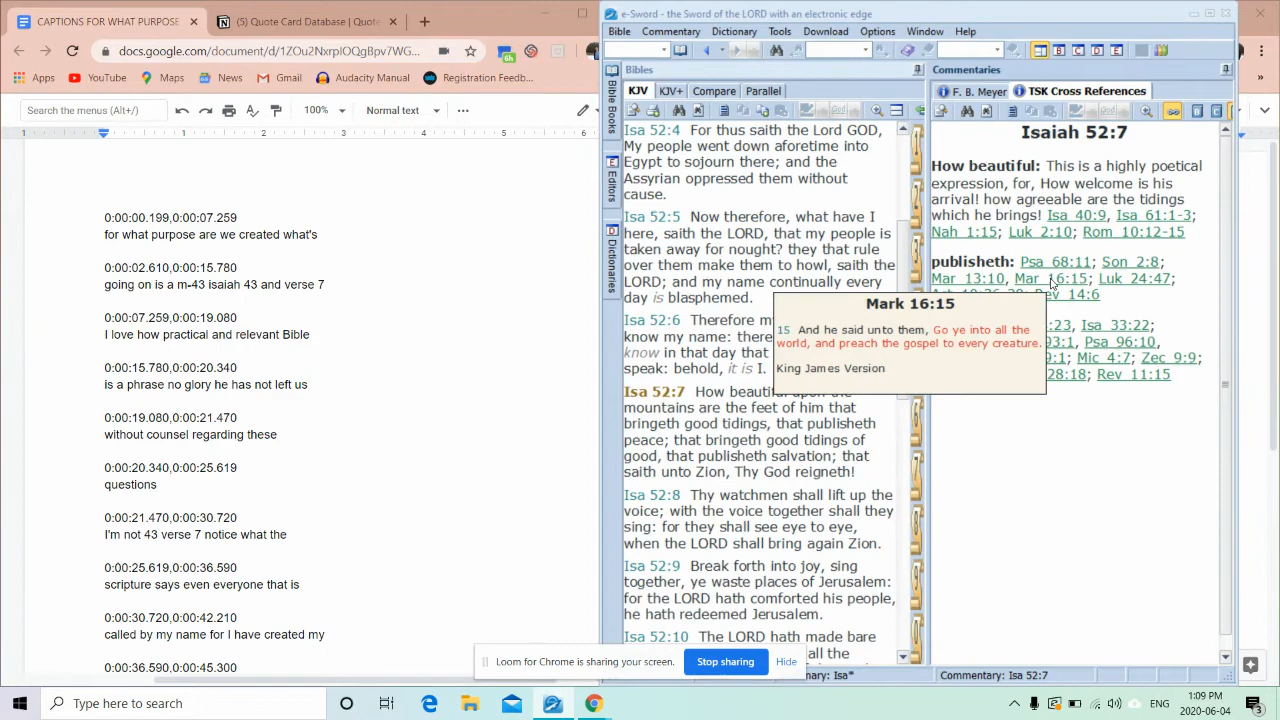 CAPTION FOR WHAT PURPOSE
(5) Quote Card Database | Quote
docs.google.com/document/d/1ZOu2NxrpIOQgBpv7WG...
6h
Apps
YouTube
Maps
News
Gmail
Suburban Auto
Registration Feedb...
Search the menus (Alt+/)
100%
Normal text
1 1 2 3 4 5
0:00:00.199,0:00:07.259
for what purpose are we created what's
0:00:02.610,0:00:15.780
going on is a m-43 isaiah 43 and verse 7
0:00:07.259,0:00:19.080
I love how practical and relevant Bible
0:00:15.780,0:00:20.340
is a phrase no glory he has not left us
0:00:19.080,0:00:21.470
without counsel regarding these
0:00:20.340,0:00:25.619
questions
0:00:21.470,0:00:30.720
I'm not 43 verse 7 notice what the
0:00:25.619,0:00:36.590
scripture says even everyone that is
0:00:30.720,0:00:42.210
called by my name for I have created my
0:00:36.590,0:00:45.300
e-Sword - the Sword of the LORD with an electronic edge
Bible Commentary Dictionary Tools Download Options Window Help
Bibles
KJV KJV+ Compare Parallel
Bible Books
Editors
Dictionaries
Isa 52:4 For thus saith the Lord GOD,
My people went down aforetime into
Egypt to sojourn there; and the
Assyrian oppressed them without
cause.
Isa 52:5 Now therefore, what have I
here, saith the LORD, that my people is
taken away for nought? they that rule
over them make them to howl, saith the
LORD; and my name continually every
day is blasphemed.
Isa 52:6 Therefore my
know my name: there
know in that day that
speak: behold, it is I.
Isa 52:7 How beautiful upon the
mountains are the feet of him that
bringeth good tidings, that publisheth
peace; that bringeth good tidings of
good, that publisheth salvation; that
saith unto Zion, Thy God reigneth!
Isa 52:8 Thy watchmen shall lift up the
voice; with the voice together shall they
sing: for they shall see eye to eye,
when the LORD shall bring again Zion.
Isa 52:9 Break forth into joy, sing
together, ye waste places of Jerusalem:
for the LORD hath comforted his people,
he hath redeemed Jerusalem.
Isa 52:10 The LORD hath made bare
all the
Commentaries
F. B. Meyer TSK Cross References
Isaiah 52:7
How beautiful: This is a highly poetical
expression, for, How welcome is his
arrival! how agreeable are the tidings
which he brings! Isa 40:9, Isa 61:1-3;
Nah 1:15; Luk 2:10; Rom 10:12-15
publisheth: Psa 68:11; Son 2:8;
Mar 13:10, Mar 16:15; Luk 24:47;
Rev 14:6
:23, Isa 33:22;
93:1, Psa 96:10,
9:1; Mic 4:7; Zec 9:9;
28:18; Rev 11:15
Mark 16:15
15 And he said unto them, Go ye into all the
world, and preach the gospel to every creature.
King James Version
Loom for Chrome is sharing your screen.
Stop sharing
Hide
mary: Isa*
Commentary: Isa 52:7
Type here to search
ENG
1:09 PM
2020-06-04
3